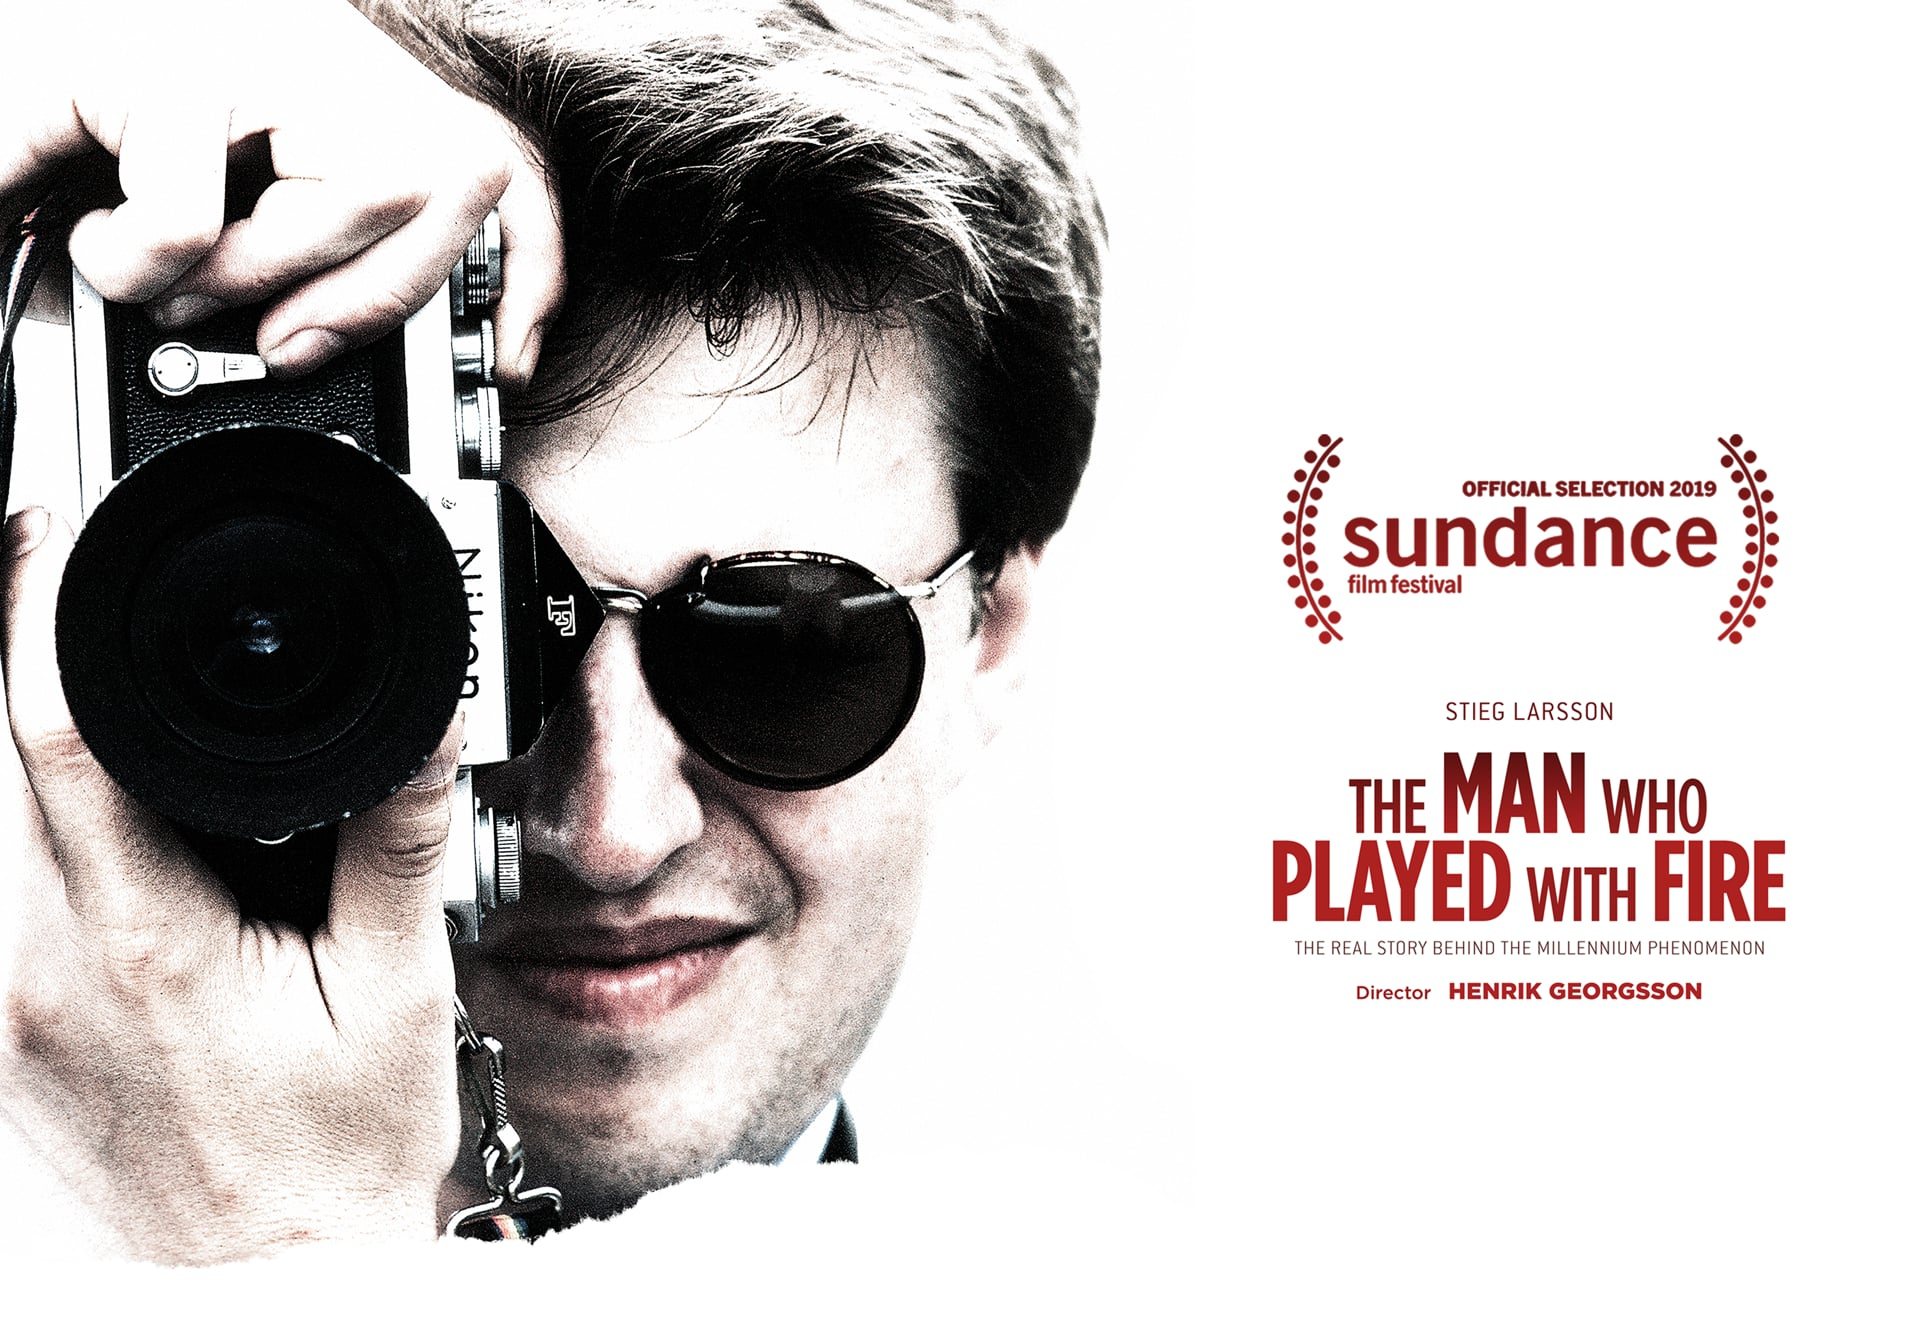 Nikon
E
OFFICIAL SELECTION 2019
sundance
film festival
STIEG LARSSON
THE MAN WHO
PLAYED WITH FIRE
THE REAL STORY BEHIND THE MILLENNIUM PHENOMENON
Director HENRIK GEORGSSON